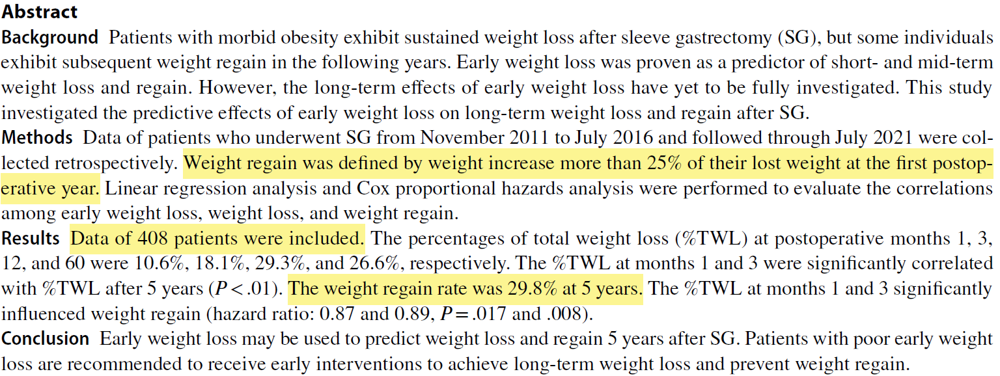 Abstract
Background Patients with morbid obesity exhibit sustained weight loss after sleeve gastrectomy (SG), but some individuals
exhibit subsequent weight regain in the following years. Early weight loss was proven as a predictor of short- and mid-term
weight loss and regain. However, the long-term effects of early weight loss have yet to be fully investigated. This study
investigated the predictive effects of early weight loss on long-term weight loss and regain after SG.
Methods Data of patients who underwent SG from November 2011 to July 2016 and followed through July 2021 were col-
lected retrospectively. Weight regain was defined by weight increase more than 25% of their lost weight at the first postop-
erative year. Linear regression analysis and Cox proportional hazards analysis were performed to evaluate the correlations
among early weight loss, weight loss, and weight regain.
Results Data of 408 patients were included. The percentages of total weight loss (%TWL) at postoperative months 1, 3,
12, and 60 were 10.6%, 18.1%, 29.3%, and 26.6%, respectively. The %TWL at months 1 and 3 were significantly correlated
with %TWL after 5 years (P < .01). The weight regain rate was 29.8% at 5 years. The %TWL at months 1 and 3 significantly
influenced weight regain (hazard ratio: 0.87 and 0.89, P = .017 and .008).
Conclusion Early weight loss may be used to predict weight loss and regain 5 years after SG. Patients with poor early weight
loss are recommended to receive early interventions to achieve long-term weight loss and prevent weight regain.